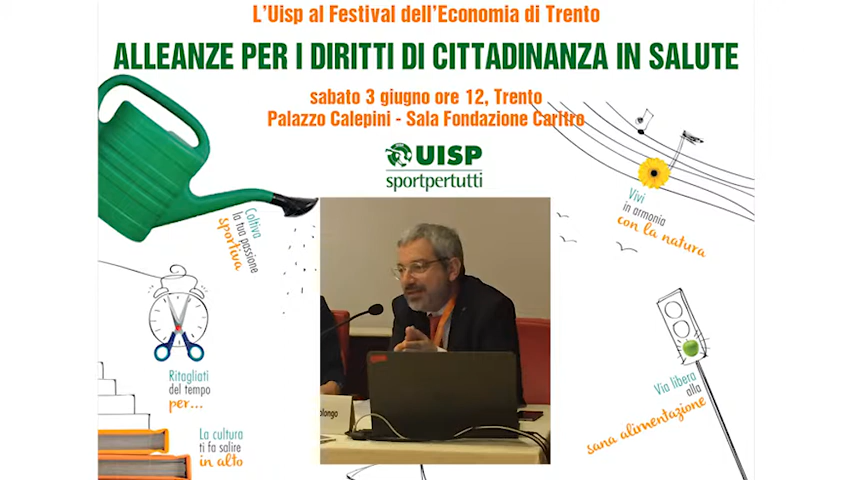 L'Uisp al Festival dell'Economia di Trento
ALLEANZE PER I DIRITTI DI CITTADINANZA IN SALUTE
sabato 3 giugno ore 12, Trento
Palazzo Calepini - Sala Fondazione Caritro
UISP
sportpertutti
Coltiva
la tua passione
sportiva
Vivi
in armonia
con la natura
Ritagliati
del tempo
per...
La cultura
ti fa salire
in alto
Via libera
alla
sana alimentazione
olongo